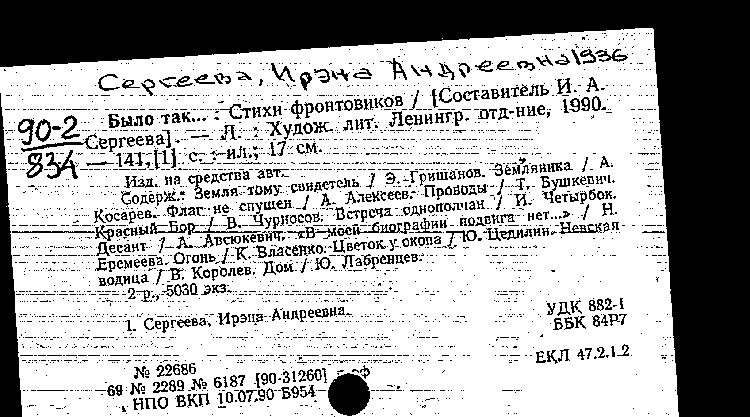 Сергеева, Ирэна Андреевна 1936
90-2
834
Было так... : Стихи фронтовиков / [Составитель И. А.
Сергеева]. — Л. : Худож. лит. Ленингр. отд-ние, 1990.
— 141,[1] с. : ил.; 17 см.
Изд. на средства авт.
Содерж.: Земля тому свидетель / Э. Гришанов. Земляника / А.
Косарев. Флаг не спущен / А. Алексеев. Проводы / Т. Бушкевич.
Красный Бор / В. Чурносов. Встреча однополчан / И. Четырбок.
Десант / А. Авсюкевич. «В моей биографии подвига нет...» / Н.
Еремеева. Огонь / К. Власенко. Цветок у окопа / Ю. Цецилин. Невская
водица / В. Королев. Дом / Ю. Лабренцев.
2 р., 5030 экз.
1. Сергеева, Ирэна Андреевна.
УДК 882-1
ББК 84Р7
ЕКЛ 47.2.1.2
№ 22686
69 № 2289 № 6187 [90-31260]
НПО ВКП 10.07.90 Б954